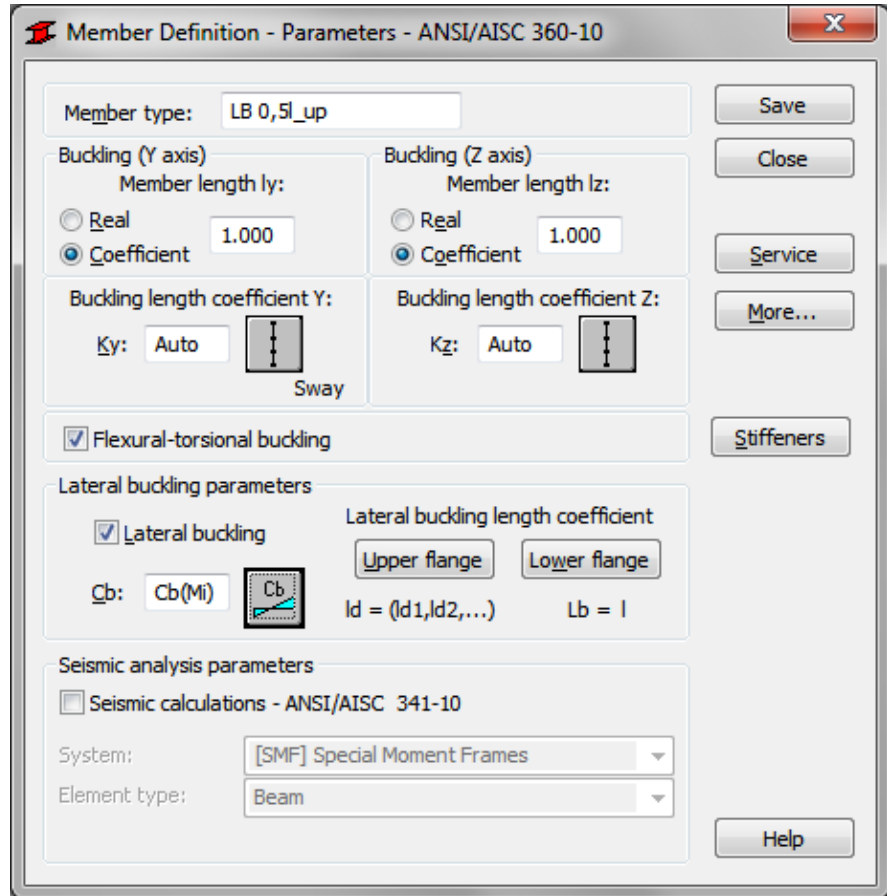 Member Definition - Parameters - ANSI/AISC 360-10
Member type: LB 0,5l_up
Save
Close
Service
More...
Stiffeners
Help
Buckling (Y axis)
Member length ly:
Real
Coefficient
1.000
Buckling (Z axis)
Member length lz:
Real
Coefficient
1.000
Buckling length coefficient Y:
Ky: Auto
Sway
Buckling length coefficient Z:
Kz: Auto
Flexural-torsional buckling
Lateral buckling parameters
Lateral buckling
Cb: Cb(Mi) Cb
Lateral buckling length coefficient
Upper flange Lower flange
ld = (ld1,ld2,...) Lb = l
Seismic analysis parameters
Seismic calculations - ANSI/AISC 341-10
System: [SMF] Special Moment Frames
Element type: Beam